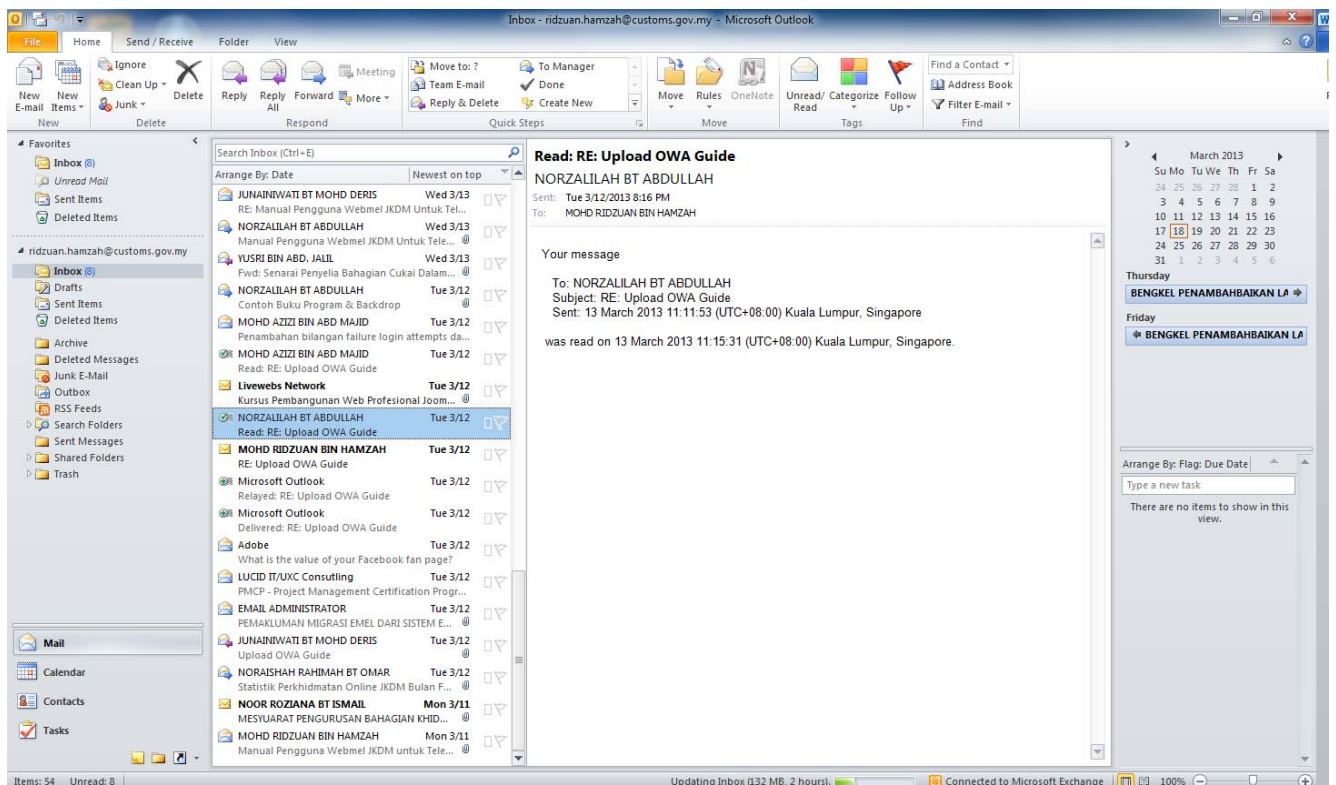 Inbox - ridzuan.hamzah@customs.gov.my - Microsoft Outlook
File Home Send / Receive Folder View
New E-mail
New Items
New
Ignore
Clean Up
Junk
Delete
Delete
Reply
Reply All
Forward
Meeting
More
Respond
Move to: ?
Team E-mail
Reply & Delete
To Manager
Done
Create New
Quick Steps
Move
Rules
OneNote
Move
Unread/ Read
Categorize
Follow Up
Tags
Find a Contact
Address Book
Filter E-mail
Find
Favorites
Inbox (8)
Unread Mail
Sent Items
Deleted Items
ridzuan.hamzah@customs.gov.my
Inbox (8)
Drafts
Sent Items
Deleted Items
Archive
Deleted Messages
Junk E-Mail
Outbox
RSS Feeds
Search Folders
Sent Messages
Shared Folders
Trash
Mail
Calendar
Contacts
Tasks
Search Inbox (Ctrl+E)
Arrange By: Date Newest on top
JUNAINIWATI BT MOHD DERIS Wed 3/13
RE: Manual Pengguna Webmel JKDM Untuk Tel...
NORZALILAH BT ABDULLAH Wed 3/13
Manual Pengguna Webmel JKDM Untuk Tele...
YUSRI BIN ABD. JALIL Wed 3/13
Fwd: Senarai Penyelia Bahagian Cukai Dalam...
NORZALILAH BT ABDULLAH Tue 3/12
Contoh Buku Program & Backdrop
MOHD AZIZI BIN ABD MAJID Tue 3/12
Penambahan bilangan failure login attempts da...
MOHD AZIZI BIN ABD MAJID Tue 3/12
Read: RE: Upload OWA Guide
Livewebs Network Tue 3/12
Kursus Pembangunan Web Profesional Joom...
NORZALILAH BT ABDULLAH Tue 3/12
Read: RE: Upload OWA Guide
MOHD RIDZUAN BIN HAMZAH Tue 3/12
RE: Upload OWA Guide
Microsoft Outlook Tue 3/12
Relayed: RE: Upload OWA Guide
Microsoft Outlook Tue 3/12
Delivered: RE: Upload OWA Guide
Adobe Tue 3/12
What is the value of your Facebook fan page?
LUCID IT/UXC Consutlling Tue 3/12
PMCP - Project Management Certification Progr...
EMAIL ADMINISTRATOR Tue 3/12
PEMAKLUMAN MIGRASI EMEL DARI SISTEM E...
JUNAINIWATI BT MOHD DERIS Tue 3/12
Upload OWA Guide
NORAISHAH RAHIMAH BT OMAR Tue 3/12
Statistik Perkhidmatan Online JKDM Bulan F...
NOOR ROZIANA BT ISMAIL Mon 3/11
MESYUARAT PENGURUSAN BAHAGIAN KHID...
MOHD RIDZUAN BIN HAMZAH Mon 3/11
Manual Pengguna Webmel JKDM untuk Tele...
Read: RE: Upload OWA Guide
NORZALILAH BT ABDULLAH
Sent: Tue 3/12/2013 8:16 PM
To: MOHD RIDZUAN BIN HAMZAH
Your message
To: NORZALILAH BT ABDULLAH
Subject: RE: Upload OWA Guide
Sent: 13 March 2013 11:11:53 (UTC+08:00) Kuala Lumpur, Singapore
was read on 13 March 2013 11:15:31 (UTC+08:00) Kuala Lumpur, Singapore.
March 2013
Su Mo Tu We Th Fr Sa
24 25 26 27 28 1 2
3 4 5 6 7 8 9
10 11 12 13 14 15 16
17 18 19 20 21 22 23
24 25 26 27 28 29 30
31 1 2 3 4 5 6
Thursday
BENGKEL PENAMBAHBAIKAN LA
Friday
BENGKEL PENAMBAHBAIKAN LA
Arrange By: Flag: Due Date
Type a new task
There are no items to show in this
view.
Items: 54 Unread: 8 Updating Inbox (132 MB, 2 hours). Connected to Microsoft Exchange 100%